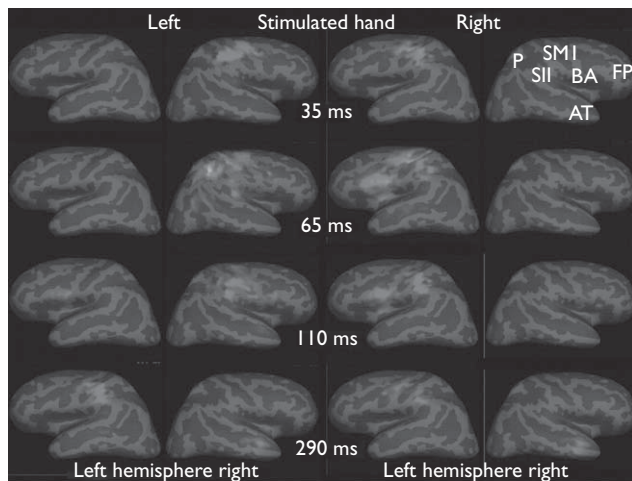 Left Stimulated hand Right
P SM1 FP
SII BA
AT
35 ms
65 ms
110 ms
290 ms
Left hemisphere right Left hemisphere right